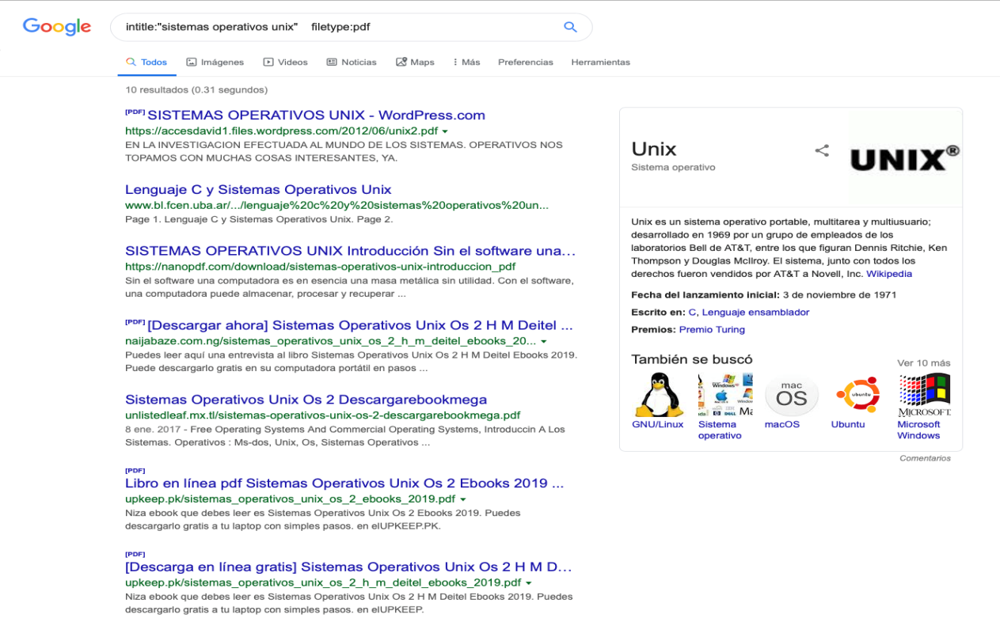 Google
intitle:"sistemas operativos unix" filetype:pdf
Todos Imágenes Videos Noticias Maps Más Preferencias Herramientas
10 resultados (0.31 segundos)
[PDF] SISTEMAS OPERATIVOS UNIX - WordPress.com
https://accesdavid1.files.wordpress.com/2012/06/unix2.pdf
EN LA INVESTIGACION EFECTUADA AL MUNDO DE LOS SISTEMAS. OPERATIVOS NOS
TOPAMOS CON MUCHAS COSAS INTERESANTES, YA.
Lenguaje C y Sistemas Operativos Unix
www.bl.fcen.uba.ar/.../lenguaje%20c%20y%20sistemas%20operativos%20un...
Page 1. Lenguaje C y Sistemas Operativos Unix. Page 2.
SISTEMAS OPERATIVOS UNIX Introducción Sin el software una...
https://nanopdf.com/download/sistemas-operativos-unix-introduccion_pdf
Sin el software una computadora es en esencia una masa metálica sin utilidad. Con el software,
una computadora puede almacenar, procesar y recuperar ...
[PDF] [Descargar ahora] Sistemas Operativos Unix Os 2 H M Deitel ...
naijabaze.com.ng/sistemas_operativos_unix_os_2_h_m_deitel_ebooks_20...
Puedes leer aquí una entrevista al libro Sistemas Operativos Unix Os 2 H M Deitel Ebooks 2019.
Puede descargarlo gratis en su computadora portátil en pasos ...
Sistemas Operativos Unix Os 2 Descargarebookmega
unlistedleaf.mx.tl/sistemas-operativos-unix-os-2-descargarebookmega.pdf
8 ene. 2017 - Free Operating Systems And Commercial Operating Systems, Introduccin A Los
Sistemas. Operativos : Ms-dos, Unix, Os, Sistemas Operativos ...
[PDF]
Libro en línea pdf Sistemas Operativos Unix Os 2 Ebooks 2019 ...
upkeep.pk/sistemas_operativos_unix_os_2_ebooks_2019.pdf
Niza ebook que debes leer es Sistemas Operativos Unix Os 2 Ebooks 2019. Puedes
descargarlo gratis a tu laptop con simples pasos. en elUPKEEP.PK.
[PDF]
[Descarga en línea gratis] Sistemas Operativos Unix Os 2 H M D...
upkeep.pk/sistemas_operativos_unix_os_2_h_m_deitel_ebooks_2019.pdf
Niza ebook que debes leer es Sistemas Operativos Unix Os 2 H M Deitel Ebooks 2019. Puedes
descargarlo gratis a tu laptop con simples pasos. en elUPKEEP.
Unix
Sistema operativo
UNIX®
Unix es un sistema operativo portable, multitarea y multiusuario;
desarrollado en 1969 por un grupo de empleados de los
laboratorios Bell de AT&T, entre los que figuran Dennis Ritchie, Ken
Thompson y Douglas McIlroy. El sistema, junto con todos los
derechos fueron vendidos por AT&T a Novell, Inc. Wikipedia
Fecha del lanzamiento inicial: 3 de noviembre de 1971
Escrito en: C, Lenguaje ensamblador
Premios: Premio Turing
También se buscó
Ver 10 más
mac
OS
ubuntu
MICROSOFT
GNU/Linux
Sistema
operativo
macOS
Ubuntu
Microsoft
Windows
Comentarios